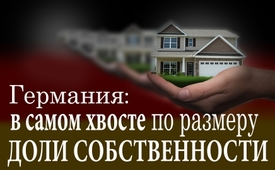 Германия:
в самом хвосте по размеру
ДОЛИ СОБСТВЕННОСТИ